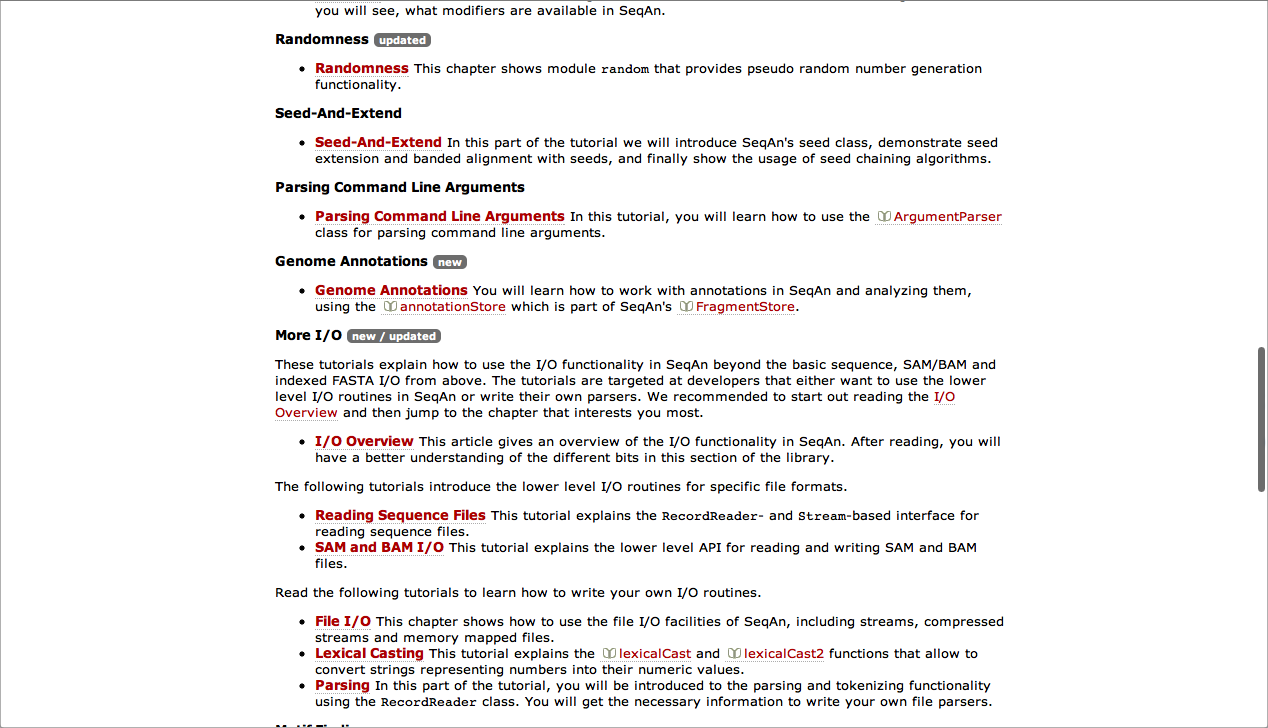 you will see, what modifiers are available in SeqAn.
Randomness updated
• Randomness This chapter shows module random that provides pseudo random number generation
functionality.
Seed-And-Extend
• Seed-And-Extend In this part of the tutorial we will introduce SeqAn's seed class, demonstrate seed
extension and banded alignment with seeds, and finally show the usage of seed chaining algorithms.
Parsing Command Line Arguments
• Parsing Command Line Arguments In this tutorial, you will learn how to use the ArgumentParser
class for parsing command line arguments.
Genome Annotations new
• Genome Annotations You will learn how to work with annotations in SeqAn and analyzing them,
using the annotationStore which is part of SeqAn's FragmentStore.
More I/O new / updated
These tutorials explain how to use the I/O functionality in SeqAn beyond the basic sequence, SAM/BAM and
indexed FASTA I/O from above. The tutorials are targeted at developers that either want to use the lower
level I/O routines in SeqAn or write their own parsers. We recommended to start out reading the I/O
Overview and then jump to the chapter that interests you most.
• I/O Overview This article gives an overview of the I/O functionality in SeqAn. After reading, you will
have a better understanding of the different bits in this section of the library.
The following tutorials introduce the lower level I/O routines for specific file formats.
• Reading Sequence Files This tutorial explains the RecordReader- and Stream-based interface for
reading sequence files.
• SAM and BAM I/O This tutorial explains the lower level API for reading and writing SAM and BAM
files.
Read the following tutorials to learn how to write your own I/O routines.
• File I/O This chapter shows how to use the file I/O facilities of SeqAn, including streams, compressed
streams and memory mapped files.
• Lexical Casting This tutorial explains the lexicalCast and lexicalCast2 functions that allow to
convert strings representing numbers into their numeric values.
• Parsing In this part of the tutorial, you will be introduced to the parsing and tokenizing functionality
using the RecordReader class. You will get the necessary information to write your own file parsers.